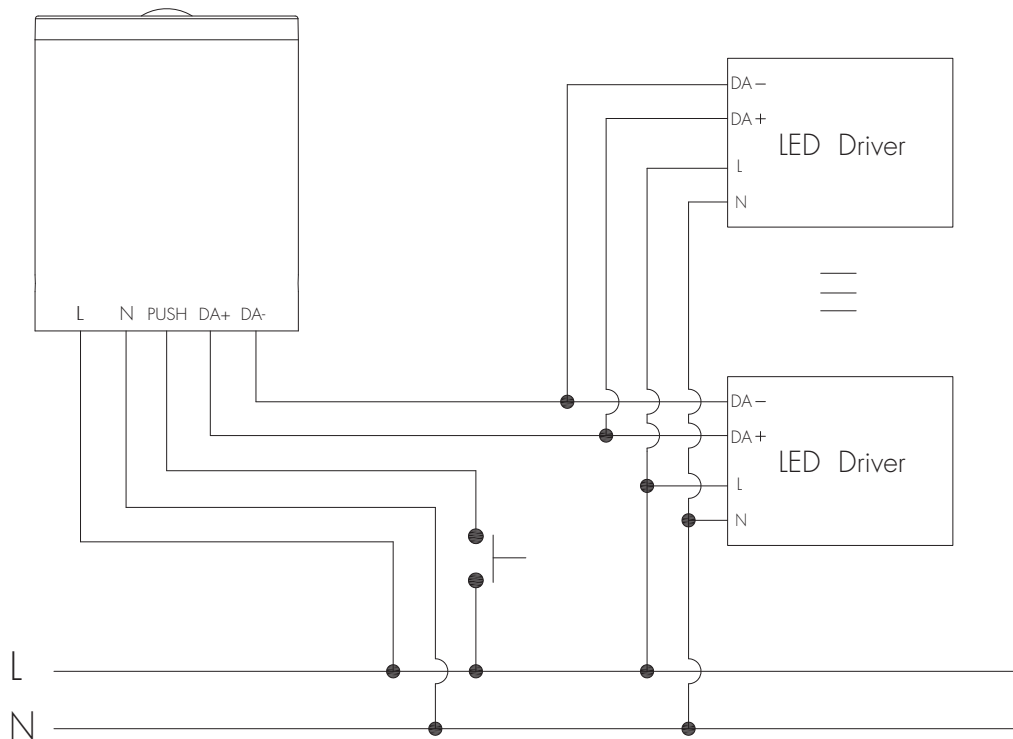 DA−
DA+
LED Driver
L
N
L N PUSH DA+ DA-
DA−
DA+
LED Driver
L
N
L
N